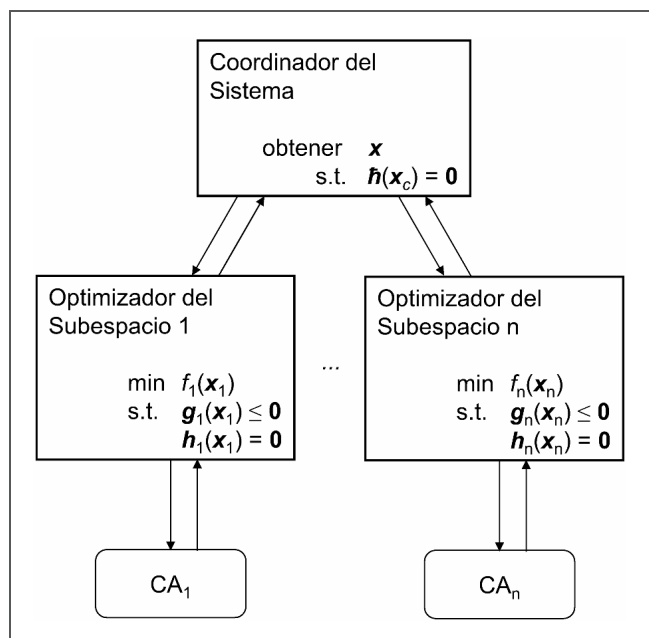 Coordinador del
Sistema
obtener x
s.t. ħ(x_c) = 0
Optimizador del
Subespacio 1
min f₁(x₁)
s.t. g₁(x₁) ≤ 0
h₁(x₁) = 0
...
Optimizador del
Subespacio n
min fₙ(xₙ)
s.t. gₙ(xₙ) ≤ 0
hₙ(xₙ) = 0
CA₁
CAₙ